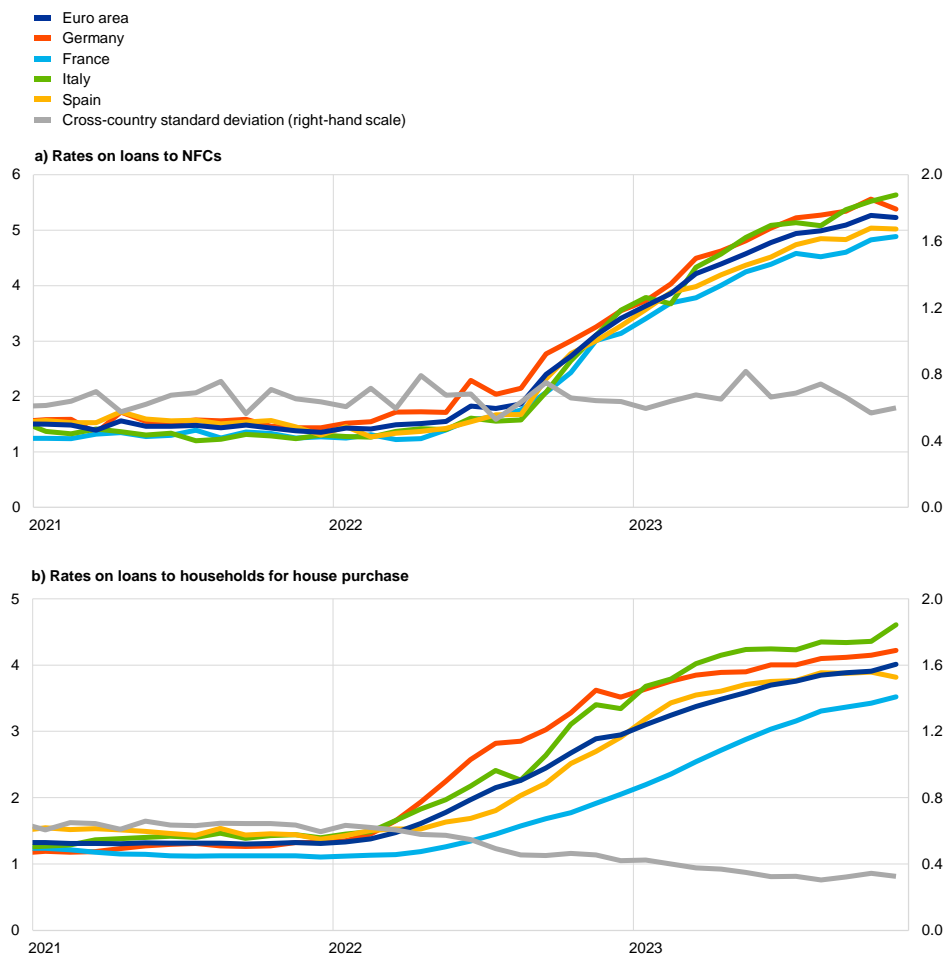 Euro area
Germany
France
Italy
Spain
Cross-country standard deviation (right-hand scale)
a) Rates on loans to NFCs
6 2.0
5 1.6
4
1.2
3
0.8
2
0.4
1
0 0.0
2021 2022 2023
b) Rates on loans to households for house purchase
5 2.0
4 1.6
3 1.2
2 0.8
1 0.4
0 0.0
2021 2022 2023